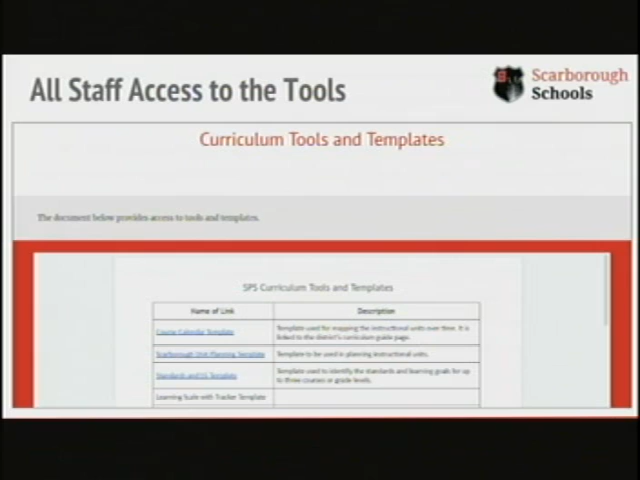 All Staff Access to the Tools
Scarborough
Schools
Curriculum Tools and Templates
The document below provides access to tools and templates.
SPS Curriculum Tools and Templates
Name of Link
Description
Course Calendar Template
Template used for mapping the instructional units over time. It is
linked to the district's curriculum guide page.
Scarborough Unit Planning Template
Template to be used in planning instructional units.
Standards and LG Template
Template used to identify the standards and learning goals for up
to three courses or grade levels.
Learning Scale with Tracker Template